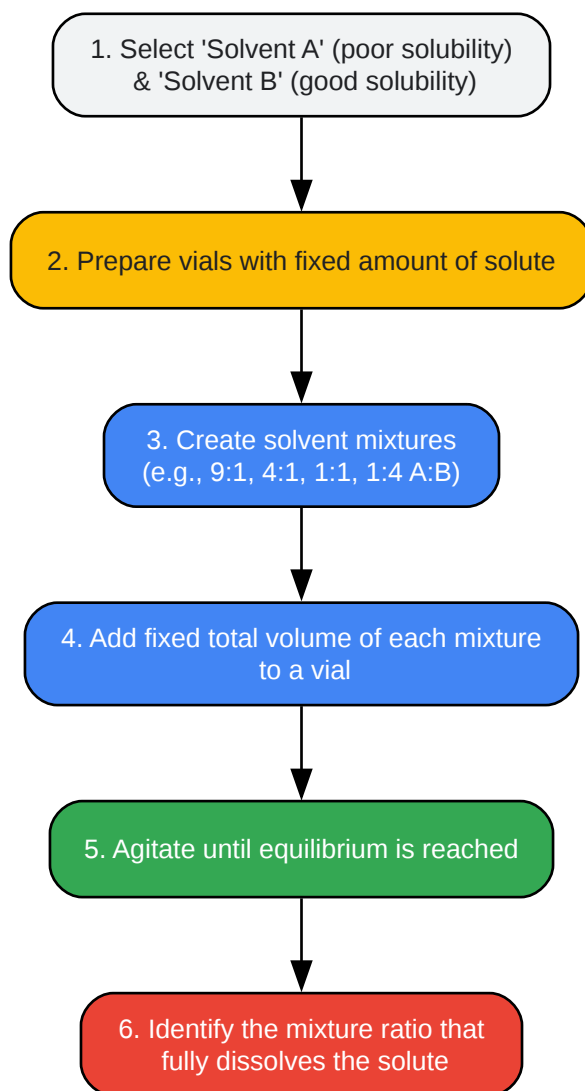 1. Select 'Solvent A' (poor solubility)
& 'Solvent B' (good solubility)
2. Prepare vials with fixed amount of solute
3. Create solvent mixtures
(e.g., 9:1, 4:1, 1:1, 1:4 A:B)
4. Add fixed total volume of each mixture
to a vial
5. Agitate until equilibrium is reached
6. Identify the mixture ratio that
fully dissolves the solute